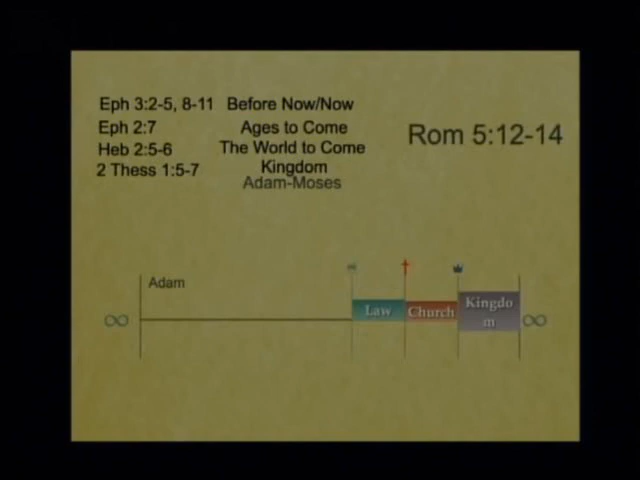 Eph 3:2-5, 8-11 Before Now/Now
Eph 2:7 Ages to Come
Heb 2:5-6 The World to Come
2 Thess 1:5-7 Kingdom
Adam-Moses
Rom 5:12-14
Adam
∞ Law Church Kingdo ∞
m